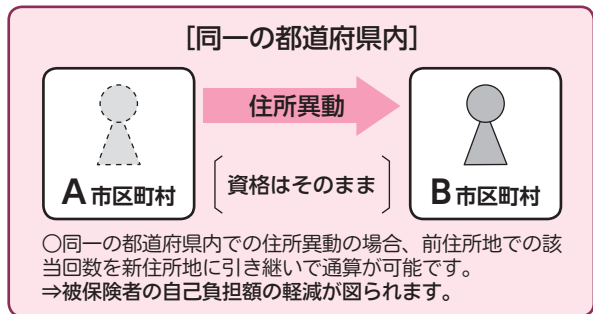 [同一の都道府県内]
住所異動
資格はそのまま
A市区町村
B市区町村
○同一の都道府県内での住所異動の場合、前住所地での該
当回数を新住所地に引き継いで通算が可能です。
⇒被保険者の自己負担額の軽減が図られます。